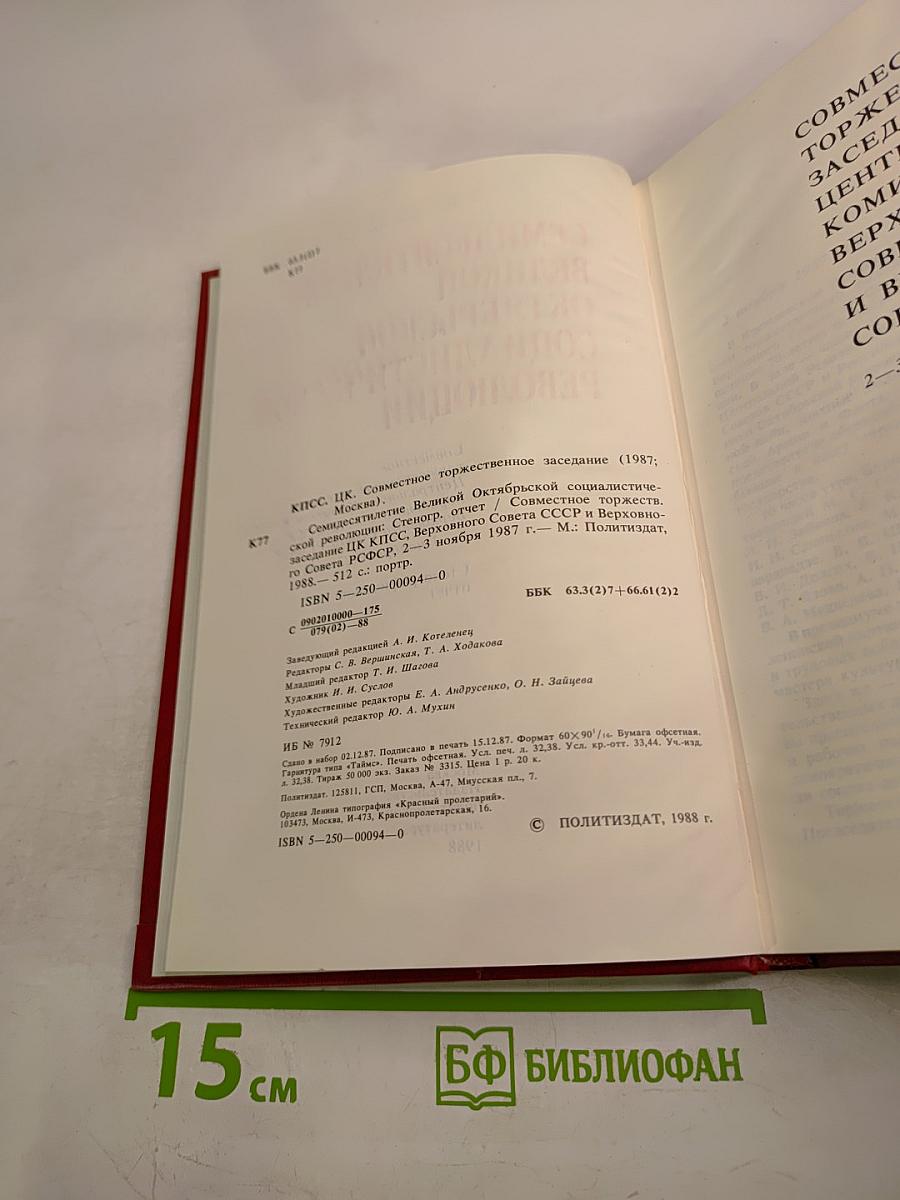 ББК 63.3(2)7
К77
КПСС. ЦК. Совместное торжественное заседание (1987;
Москва).
К77
Семидесятилетие Великой Октябрьской социалистиче-
ской революции: Стеногр. отчет / Совместное торжеств.
заседание ЦК КПСС, Верховного Совета СССР и Верховно-
го Совета РСФСР, 2—3 ноября 1987 г.— М.: Политиздат,
1988.— 512 с.: портр.
ISBN 5—250—00094—0
С 0902010000—175
079(02)—88
ББК 63.3(2)7+66.61(2)2
Заведующий редакцией А. И. Котеленец
Редакторы С. В. Вершинская, Т. А. Ходакова
Младший редактор Т. И. Шагова
Художник И. И. Суслов
Художественные редакторы Е. А. Андрусенко, О. Н. Зайцева
Технический редактор Ю. А. Мухин
ИБ № 7912
Сдано в набор 02.12.87. Подписано в печать 15.12.87. Формат 60×90¹/₁₆. Бумага офсетная.
Гарнитура типа «Таймс». Печать офсетная. Усл. печ. л. 32,38. Усл. кр.-отт. 33,44. Уч.-изд.
л. 32,38. Тираж 50 000 экз. Заказ № 3315. Цена 1 р. 20 к.
Политиздат. 125811, ГСП, Москва, А-47, Миусская пл., 7.
Ордена Ленина типография «Красный пролетарий».
103473, Москва, И-473, Краснопролетарская, 16.
ISBN 5—250—00094—0
© ПОЛИТИЗДАТ, 1988 г.
СОВМЕС
ТОРЖЕ
ЗАСЕД
ЦЕНТ
КОМИ
ВЕРХ
СОВ
И В
СО
2—3
15 см
БФ БИБЛИОФАН